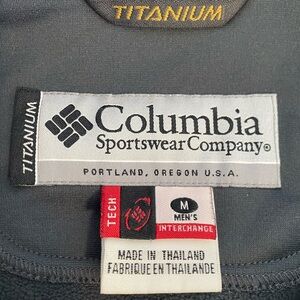 TITANIUM
TITANIUM
Columbia
Sportswear Company®
PORTLAND, OREGON U.S.A.
TECH
M
MEN'S
INTERCHANGE
MADE IN THAILAND
FABRIQUE EN THAILANDE